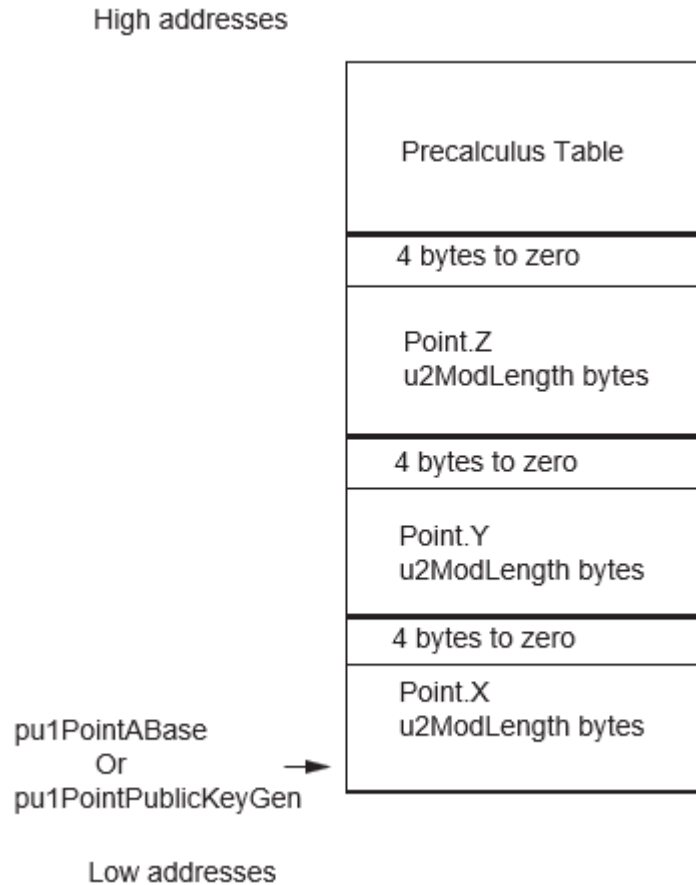 High addresses
Precalculus Table
4 bytes to zero
Point.Z
u2ModLength bytes
4 bytes to zero
Point.Y
u2ModLength bytes
4 bytes to zero
Point.X
u2ModLength bytes
pu1PointABase
Or
pu1PointPublicKeyGen
Low addresses